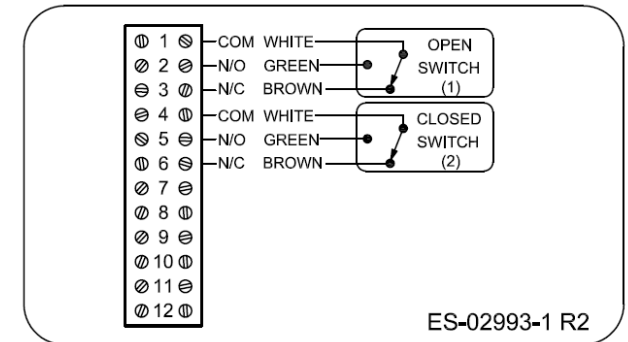 1 COM WHITE OPEN
2 N/O GREEN SWITCH
3 N/C BROWN (1)
4 COM WHITE CLOSED
5 N/O GREEN SWITCH
6 N/C BROWN (2)
7
8
9
10
11
12
ES-02993-1 R2